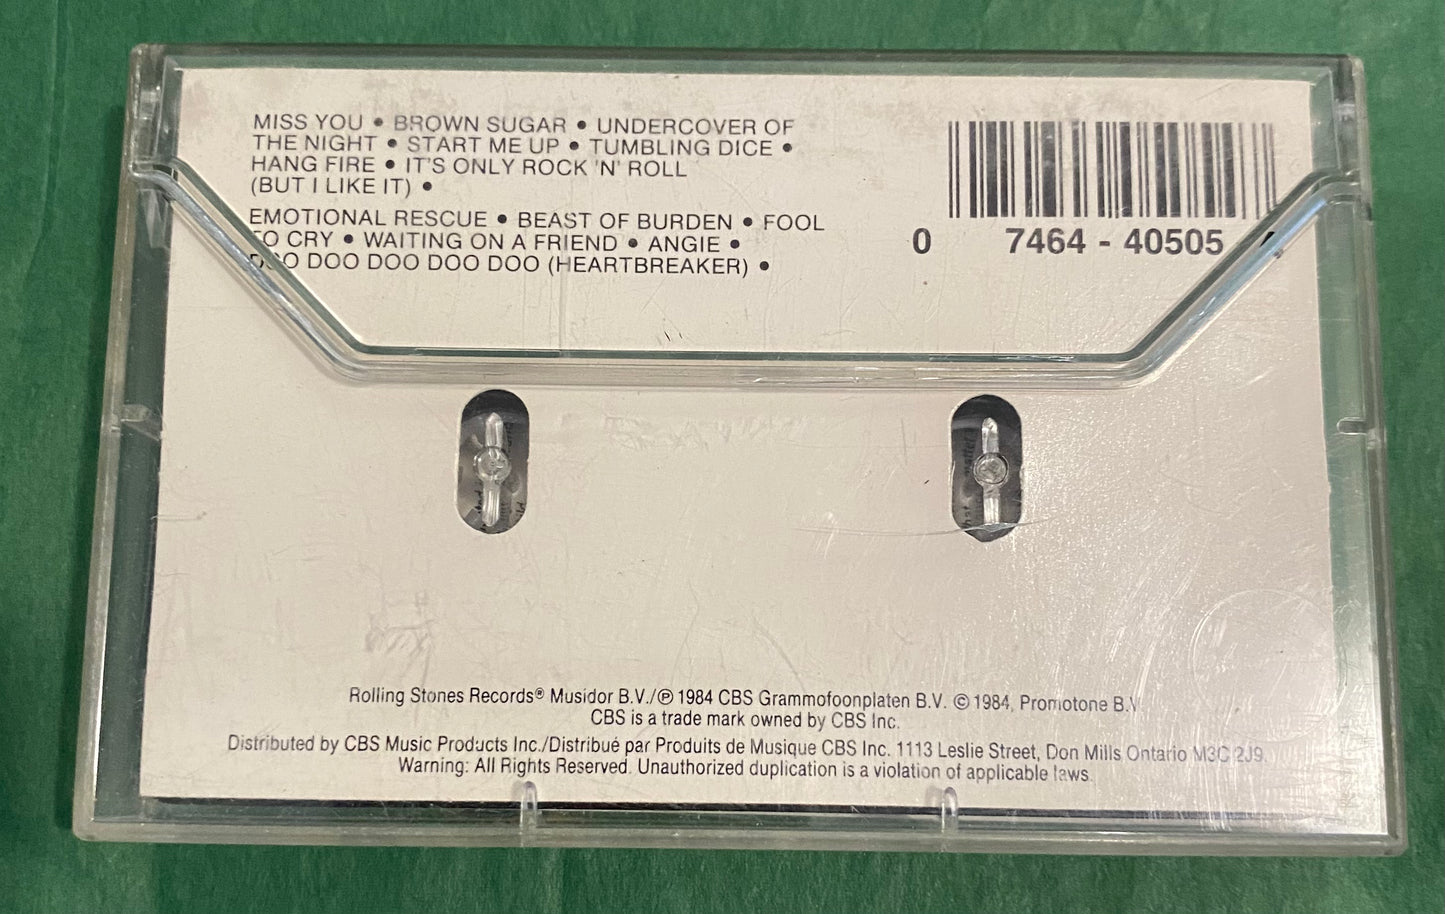 MISS YOU • BROWN SUGAR • UNDERCOVER OF
THE NIGHT • START ME UP • TUMBLING DICE •
HANG FIRE • IT'S ONLY ROCK 'N' ROLL
(BUT I LIKE IT) •
EMOTIONAL RESCUE • BEAST OF BURDEN • FOOL
TO CRY • WAITING ON A FRIEND • ANGIE •
DOO DOO DOO DOO DOO (HEARTBREAKER) •
0 7464 - 40505
Rolling Stones Records® Musidor B.V./℗ 1984 CBS Grammofoonplaten B.V. © 1984, Promotone B.V.
CBS is a trade mark owned by CBS Inc.
Distributed by CBS Music Products Inc./Distribué par Produits de Musique CBS Inc. 1113 Leslie Street, Don Mills Ontario M3C 2J9.
Warning: All Rights Reserved. Unauthorized duplication is a violation of applicable laws.